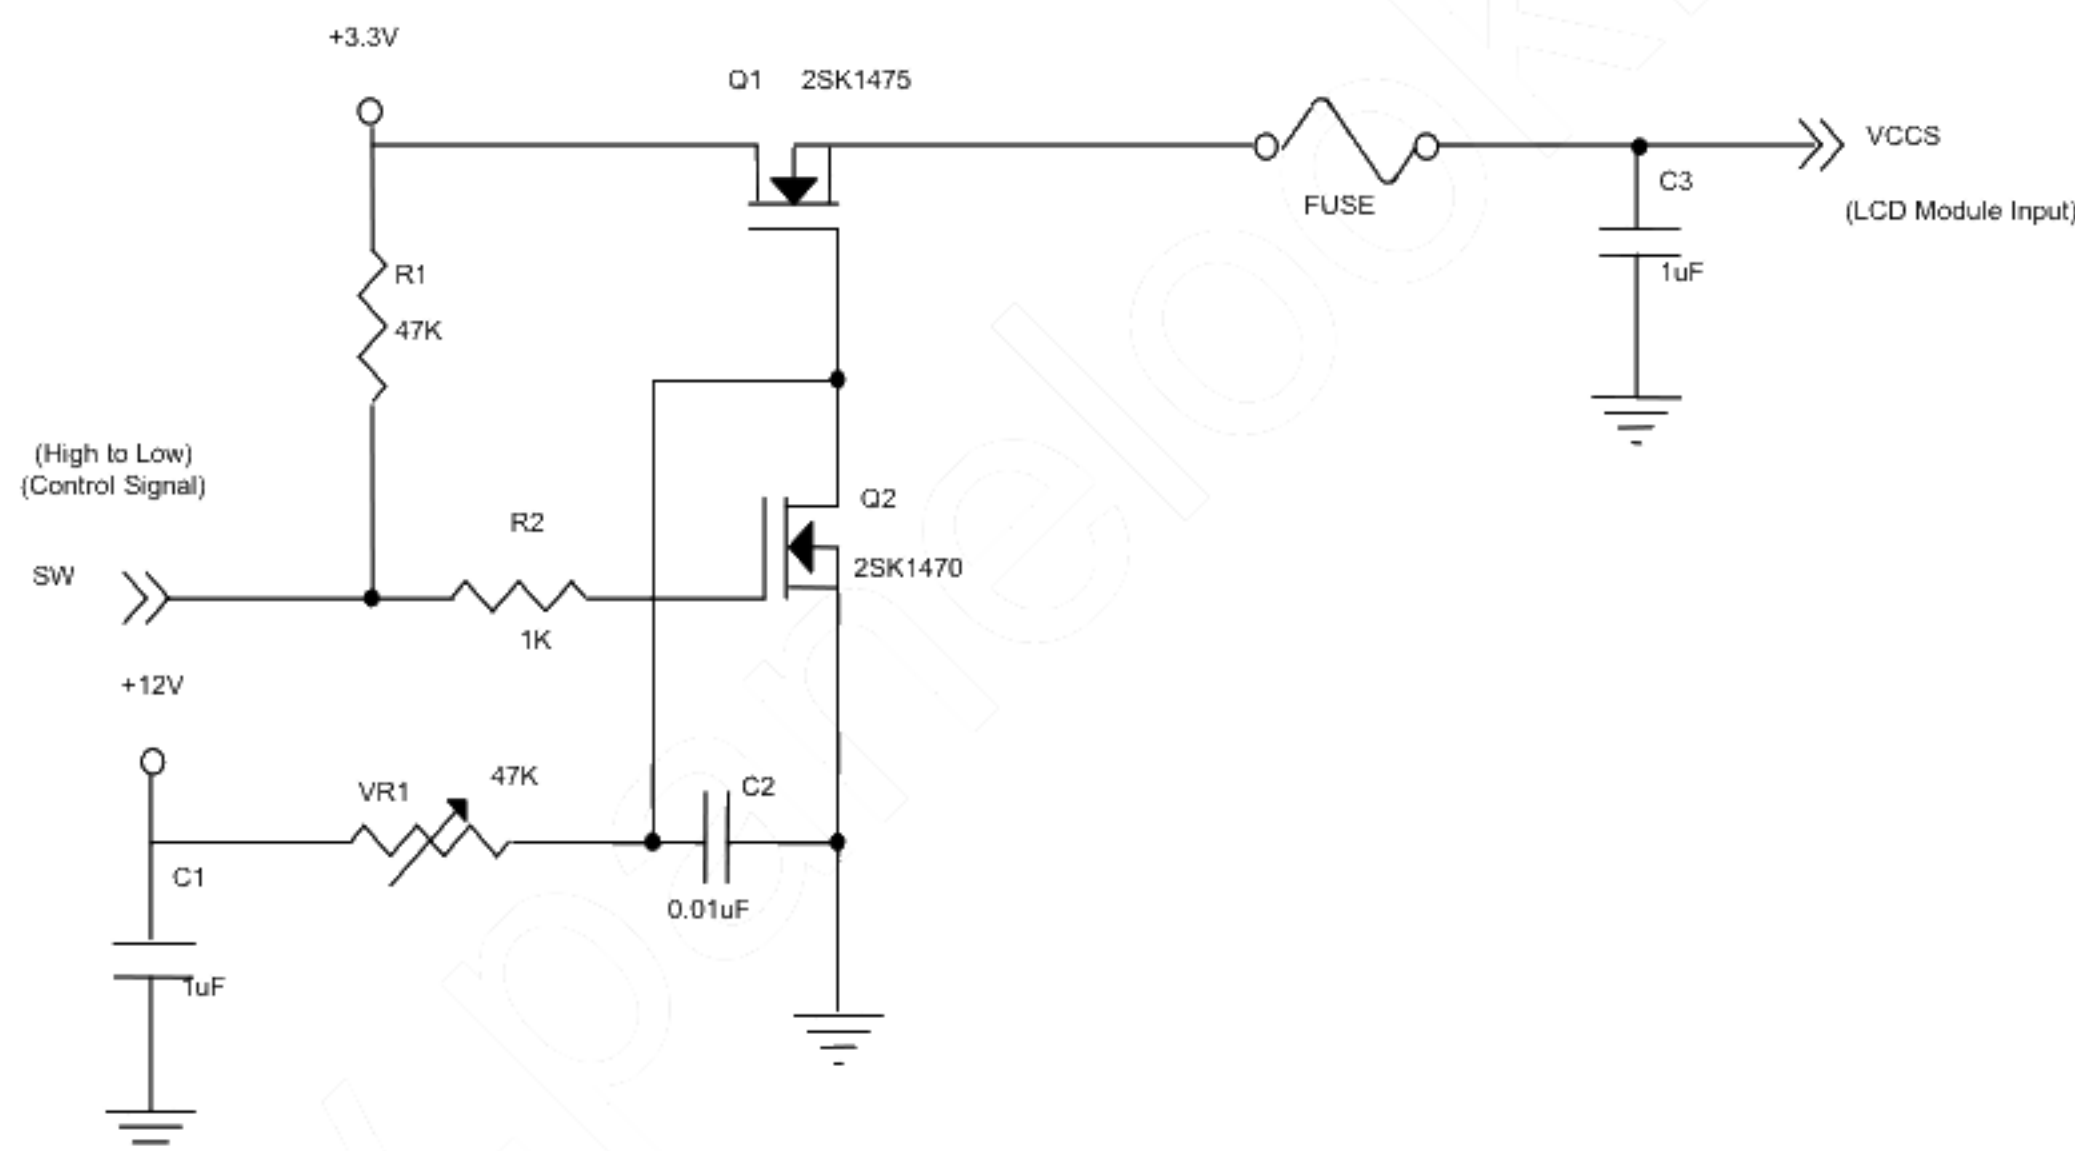 +3.3V
Q1 2SK1475
VCCS
C3
FUSE
(LCD Module Input)
R1
1uF
47K
(High to Low)
(Control Signal)
Q2
R2
2SK1470
SW
1K
+12V
47K
VR1
C2
C1
0.01uF
1uF
panelook